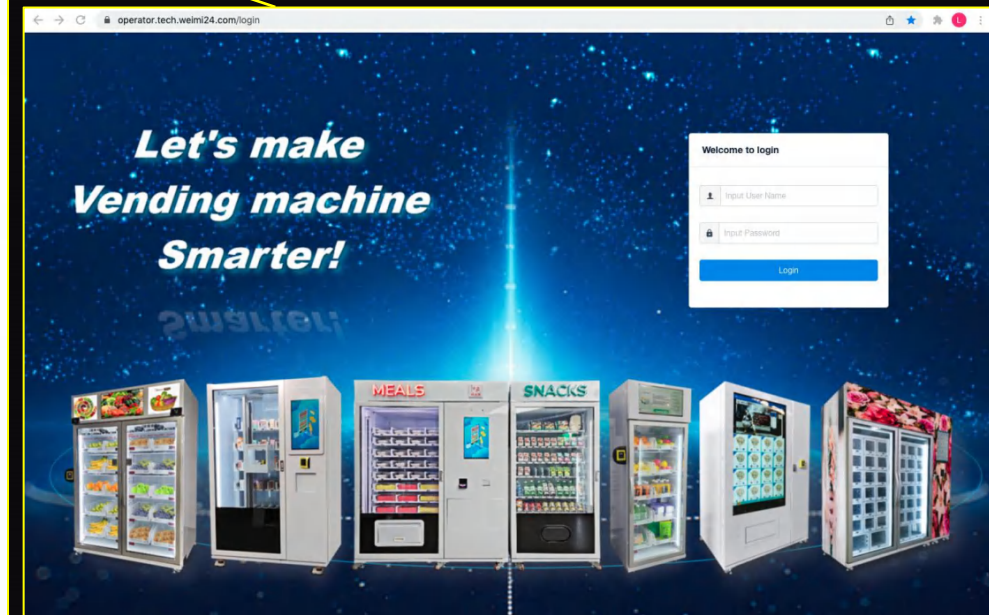 operator.tech.weimi24.com/login
L
Let's make
Vending machine
Smarter!
Smarter!
Welcome to login
Input User Name
Input Password
Login
MEALS
SNACKS